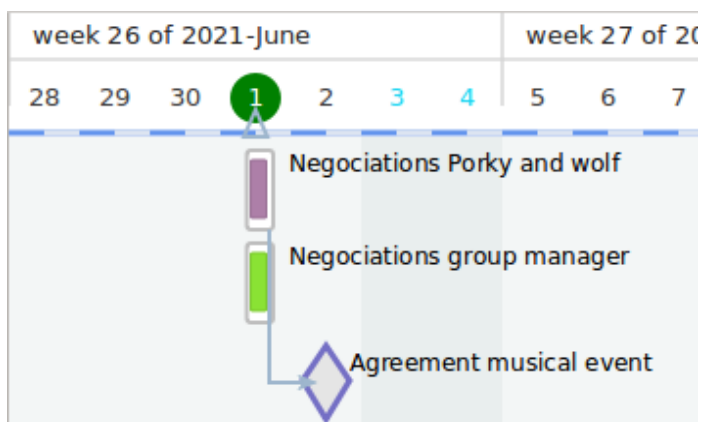 week 26 of 2021-June week 27 of 20
28 29 30 1 2 3 4 5 6 7
Negociations Porky and wolf
Negociations group manager
Agreement musical event